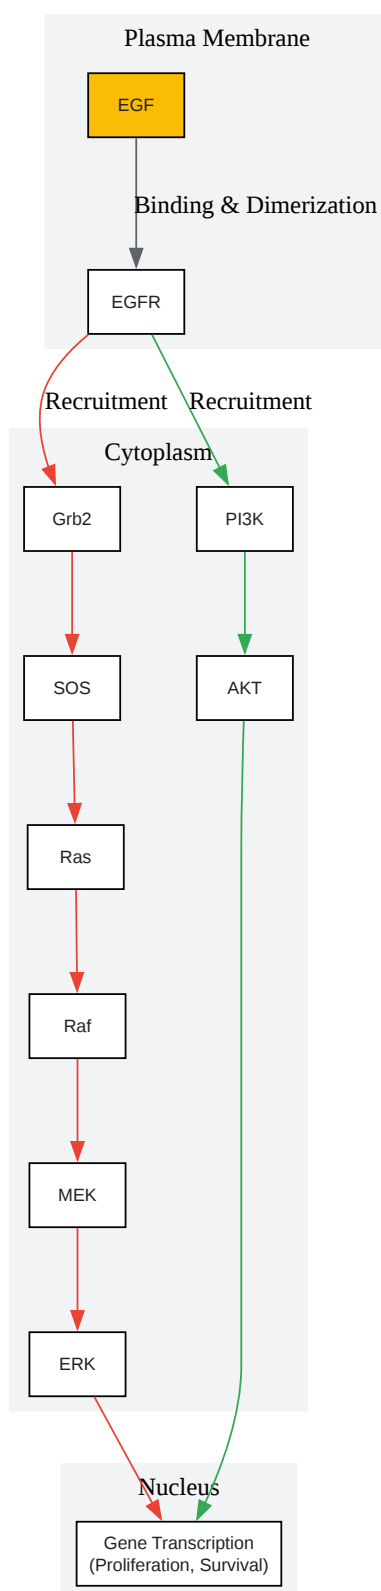 Plasma Membrane
EGF
Binding & Dimerization
EGFR
Recruitment
Recruitment
Cytoplasm
Grb2
PI3K
SOS
AKT
Ras
Raf
MEK
ERK
Nucleus
Gene Transcription
(Proliferation, Survival)